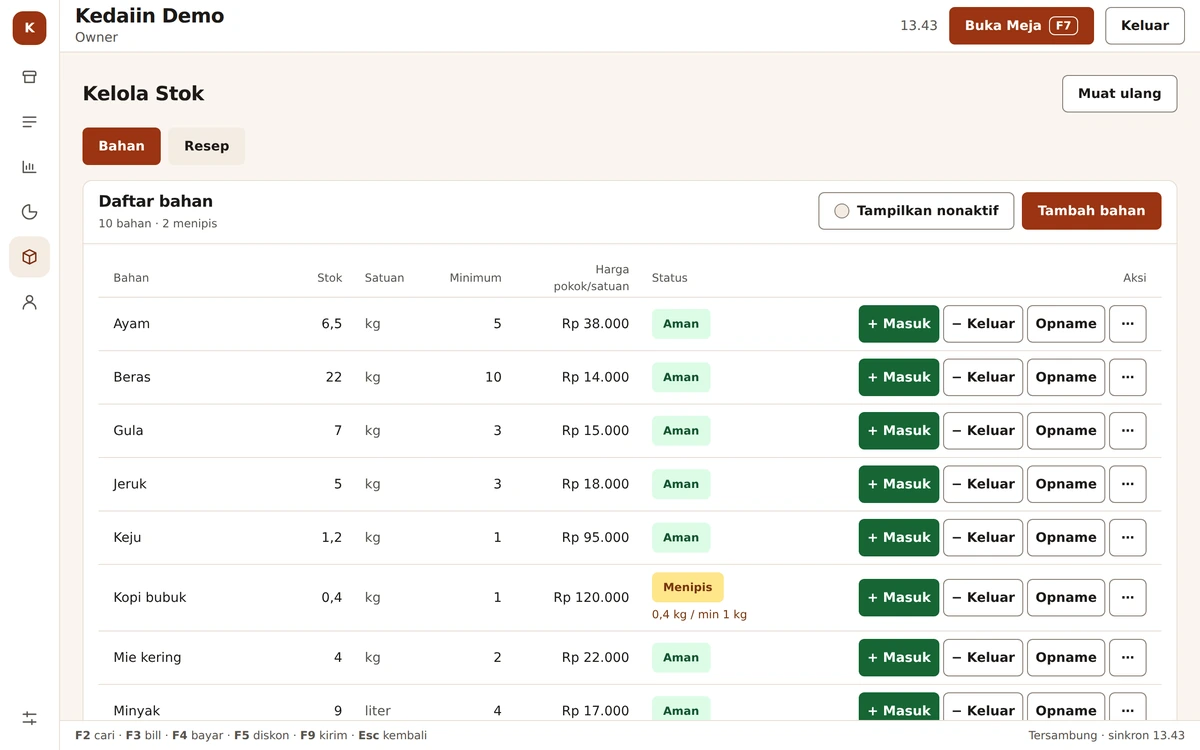 K
Kedaiin Demo
Owner
13.43
Buka Meja F7
Keluar
Kelola Stok
Muat ulang
Bahan Resep
Daftar bahan
10 bahan · 2 menipis
Tampilkan nonaktif
Tambah bahan
Bahan Stok Satuan Minimum Harga pokok/satuan Status Aksi
Ayam 6,5 kg 5 Rp 38.000 Aman + Masuk − Keluar Opname ···
Beras 22 kg 10 Rp 14.000 Aman + Masuk − Keluar Opname ···
Gula 7 kg 3 Rp 15.000 Aman + Masuk − Keluar Opname ···
Jeruk 5 kg 3 Rp 18.000 Aman + Masuk − Keluar Opname ···
Keju 1,2 kg 1 Rp 95.000 Aman + Masuk − Keluar Opname ···
Kopi bubuk 0,4 kg 1 Rp 120.000 Menipis + Masuk − Keluar Opname ···
0,4 kg / min 1 kg
Mie kering 4 kg 2 Rp 22.000 Aman + Masuk − Keluar Opname ···
Minyak 9 liter 4 Rp 17.000 Aman + Masuk − Keluar Opname ···
F2 cari · F3 bill · F4 bayar · F5 diskon · F9 kirim · Esc kembali
Tersambung · sinkron 13.43